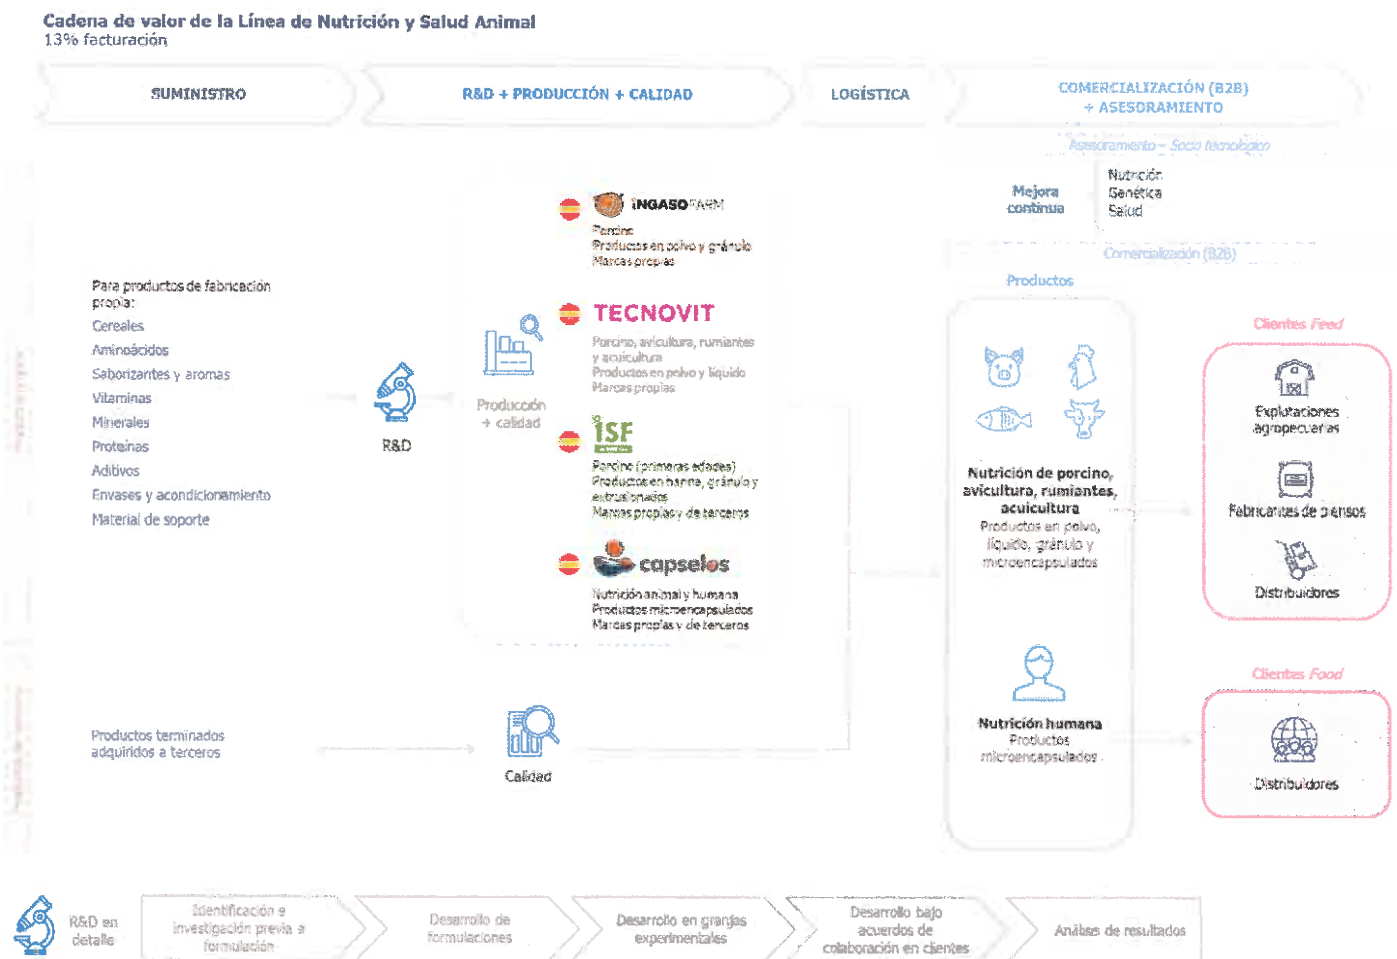 Cadena de valor de la Línea de Nutrición y Salud Animal
13% facturación
SUMINISTRO
R&D + PRODUCCIÓN + CALIDAD
LOGÍSTICA
COMERCIALIZACIÓN (B2B)
+ ASESORAMIENTO
Asesoramiento – Socio tecnológico
Mejora
continua
Nutrición
Genética
Salud
Comercialización (B2B)
Productos
Para productos de fabricación
propia:
Cereales
Aminoácidos
Saborizantes y aromas
Vitaminas
Minerales
Proteínas
Aditivos
Envases y acondicionamiento
Material de soporte
R&D
Producción
+ calidad
INGASO FARM
Porcino
Productos en polvo y gránulo
Marcas propias
TECNOVIT
Porcino, avicultura, rumiantes
y acuicultura
Productos en polvo y líquido
Marcas propias
iSF
Porcino (primeras edades)
Productos en harina, gránulo y
extrusionados
Marcas propias y de terceros
capselos
Nutrición animal y humana
Productos microencapsulados
Marcas propias y de terceros
Nutrición de porcino,
avicultura, rumiantes,
acuicultura
Productos en polvo,
líquido, gránulo y
microencapsulados
Clientes Feed
Explotaciones
agropecuarias
Fabricantes de piensos
Distribuidores
Productos terminados
adquiridos a terceros
Calidad
Nutrición humana
Productos
microencapsulados
Clientes Food
Distribuidores
R&D en
detalle
Identificación e
investigación previa a
formulación
Desarrollo de
formulaciones
Desarrollo en granjas
experimentales
Desarrollo bajo
acuerdos de
colaboración en clientes
Análisis de resultados